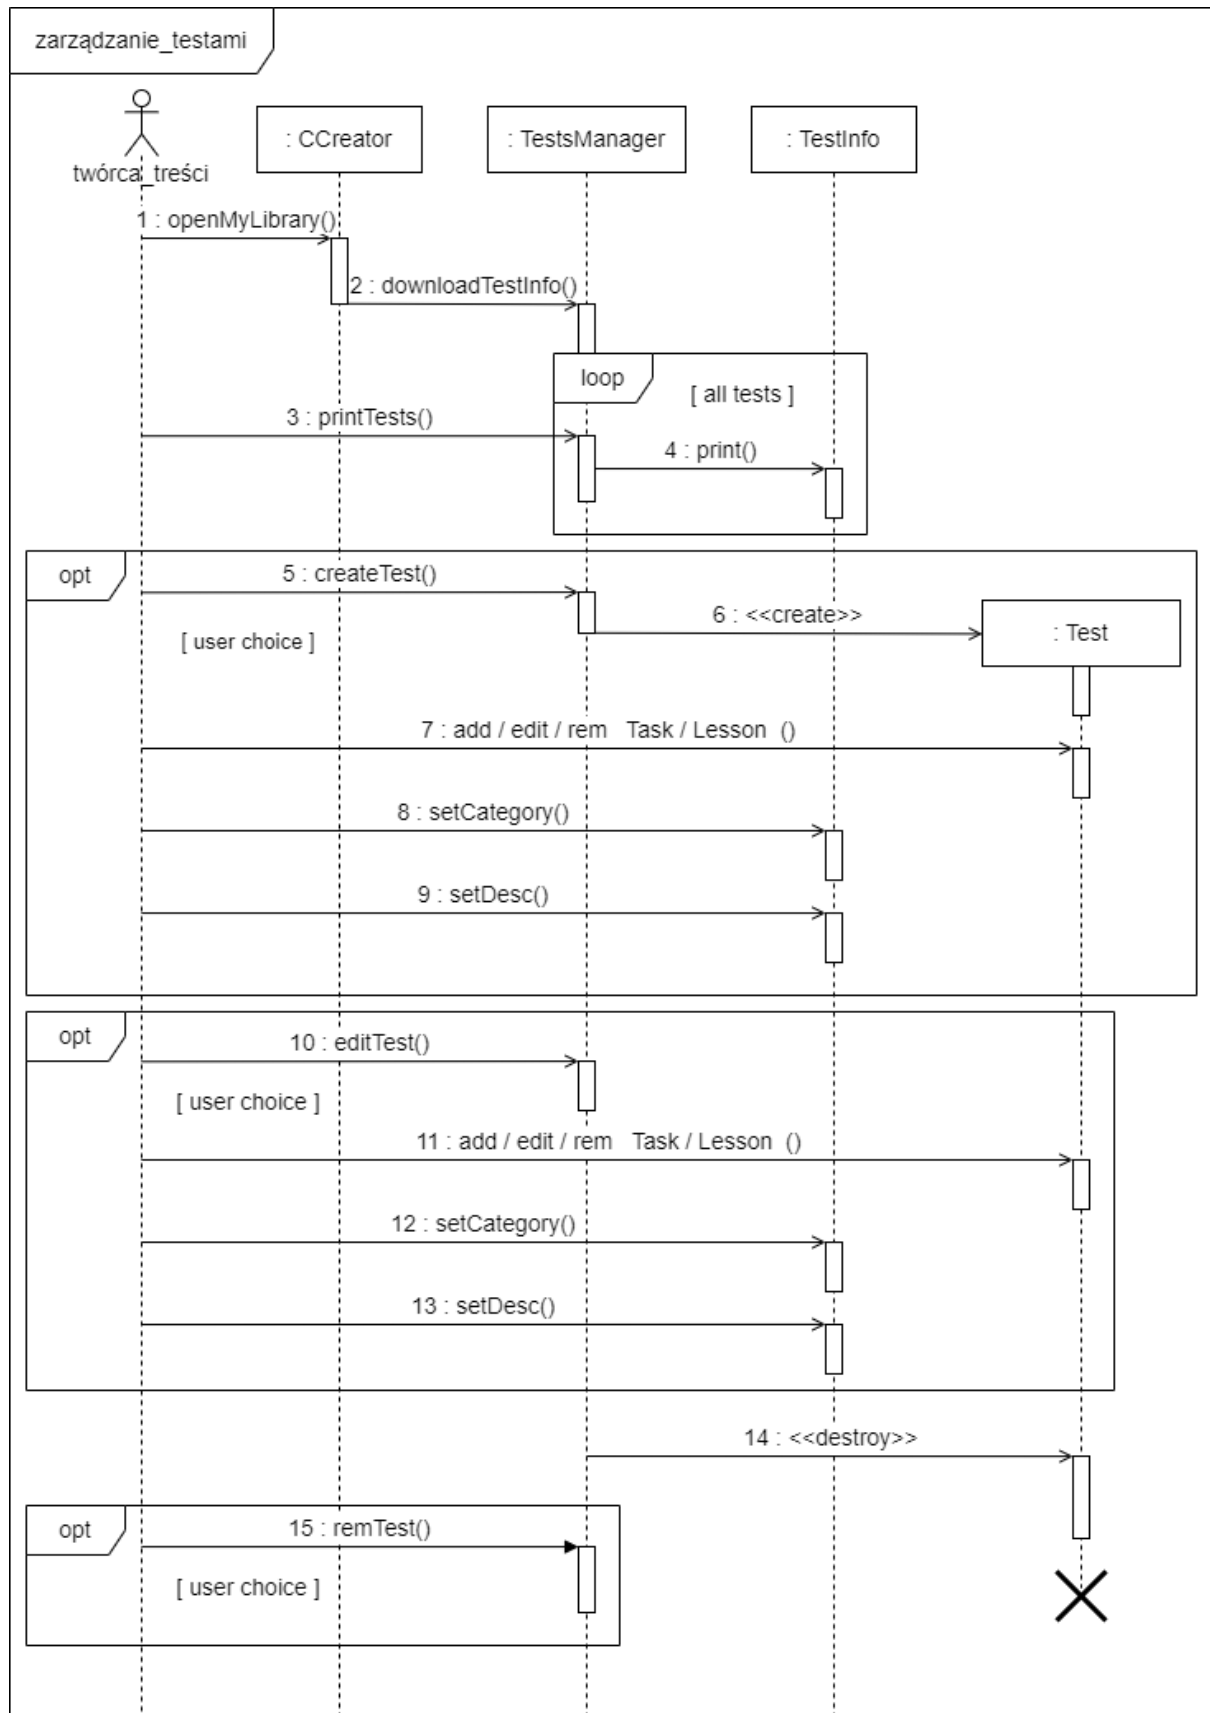 zarządzanie_testami
: CCreator
: TestsManager
: TestInfo
twórca_treści
1 : openMyLibrary()
2 : downloadTestInfo()
loop
[ all tests ]
3 : printTests()
4 : print()
opt
5 : createTest()
6 : <<create>>
: Test
[ user choice ]
7 : add / edit / rem Task / Lesson ()
8 : setCategory()
9 : setDesc()
opt
10 : editTest()
[ user choice ]
11 : add / edit / rem Task / Lesson ()
12 : setCategory()
13 : setDesc()
14 : <<destroy>>
opt
15 : remTest()
[ user choice ]